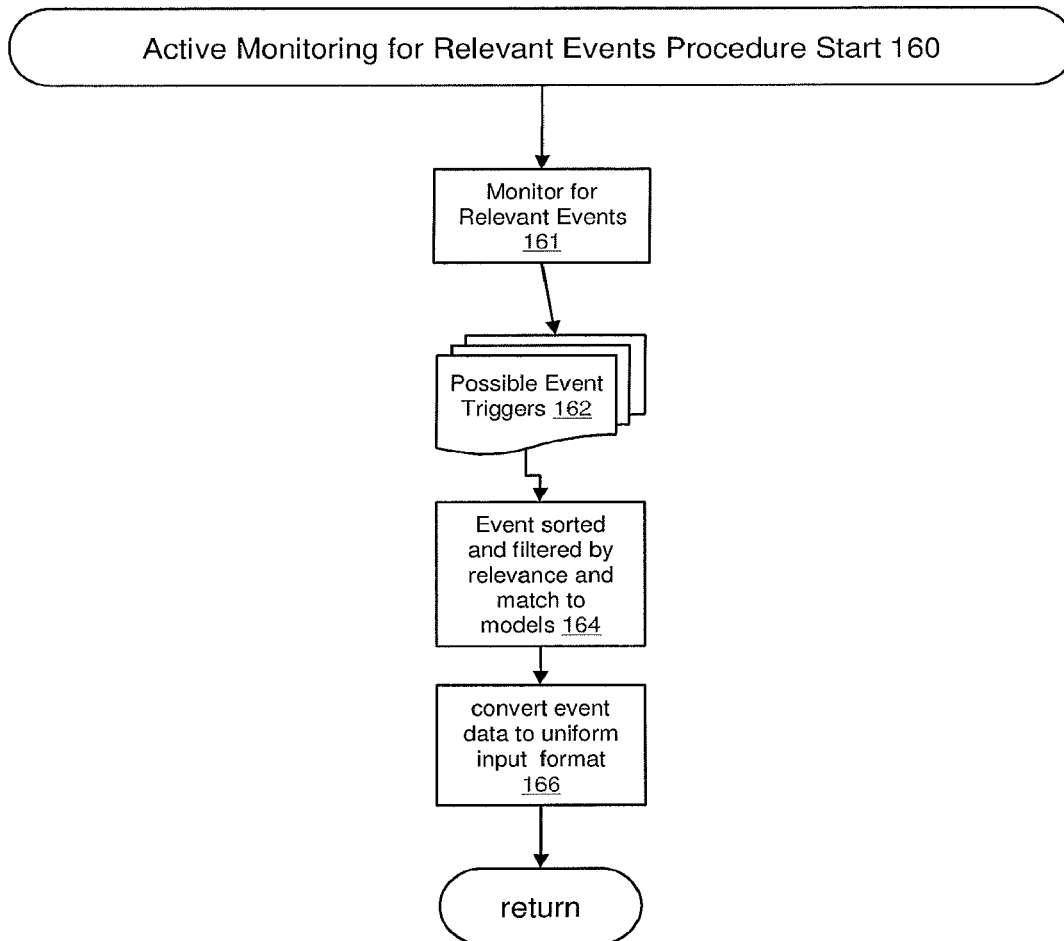 Active Monitoring for Relevant Events Procedure Start 160
Monitor for
Relevant Events
161
Possible Event
Triggers 162
Event sorted
and filtered by
relevance and
match to
models 164
convert event
data to uniform
input format
166
return